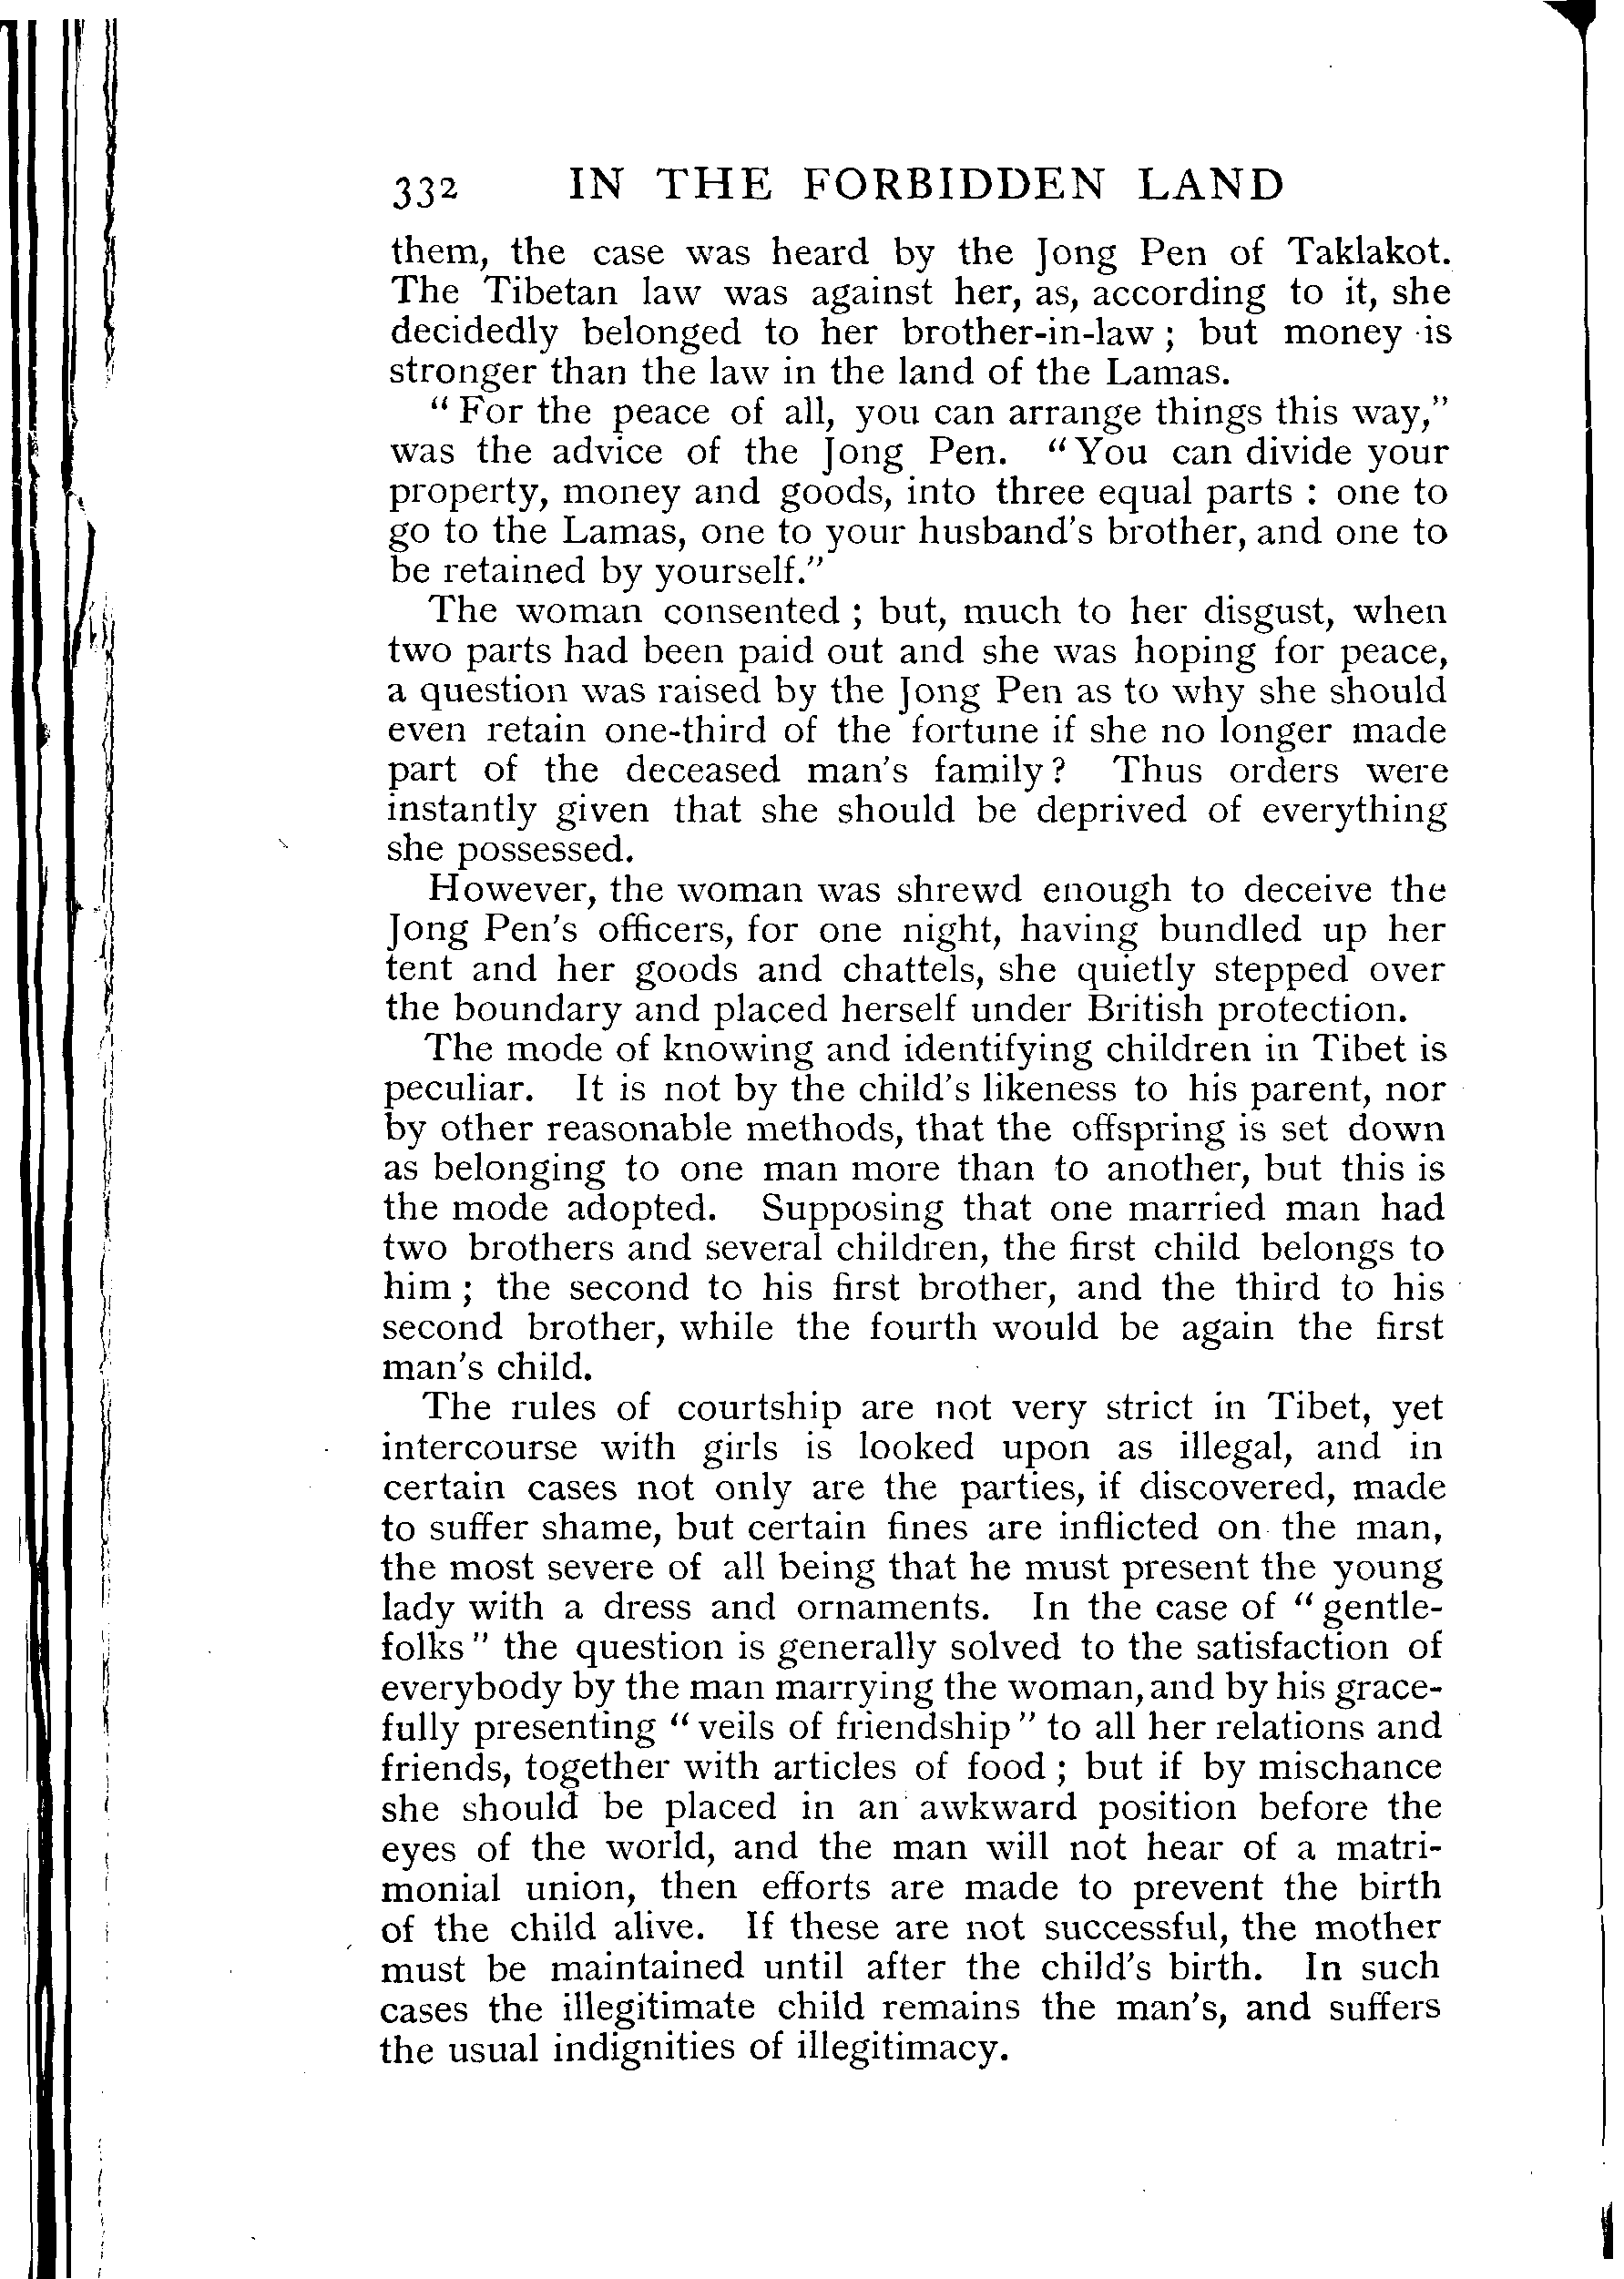 332 IN THE FORBIDDEN LAND
them, the case was heard by the Jong Pen of Taklakot.
The Tibetan law was against her, as, according to it, she
decidedly belonged to her brother-in-law ; but money is
stronger than the law in the land of the Lamas.
“ For the peace of all, you can arrange things this way,”
was the advice of the Jong Pen. “ You can divide your
property, money and goods, into three equal parts : one to
go to the Lamas, one to your husband’s brother, and one to
be retained by yourself.”
The woman consented ; but, much to her disgust, when
two parts had been paid out and she was hoping for peace,
a question was raised by the Jong Pen as to why she should
even retain one-third of the fortune if she no longer made
part of the deceased man’s family ? Thus orders were
instantly given that she should be deprived of everything
she possessed.
However, the woman was shrewd enough to deceive the
Jong Pen’s officers, for one night, having bundled up her
tent and her goods and chattels, she quietly stepped over
the boundary and placed herself under British protection.
The mode of knowing and identifying children in Tibet is
peculiar. It is not by the child’s likeness to his parent, nor
by other reasonable methods, that the offspring is set down
as belonging to one man more than to another, but this is
the mode adopted. Supposing that one married man had
two brothers and several children, the first child belongs to
him ; the second to his first brother, and the third to his
second brother, while the fourth would be again the first
man’s child.
The rules of courtship are not very strict in Tibet, yet
intercourse with girls is looked upon as illegal, and in
certain cases not only are the parties, if discovered, made
to suffer shame, but certain fines are inflicted on the man,
the most severe of all being that he must present the young
lady with a dress and ornaments. In the case of “ gentle-
folks ” the question is generally solved to the satisfaction of
everybody by the man marrying the woman, and by his grace-
fully presenting “ veils of friendship ” to all her relations and
friends, together with articles of food ; but if by mischance
she should be placed in an awkward position before the
eyes of the world, and the man will not hear of a matri-
monial union, then efforts are made to prevent the birth
of the child alive. If these are not successful, the mother
must be maintained until after the child’s birth. In such
cases the illegitimate child remains the man’s, and suffers
the usual indignities of illegitimacy.